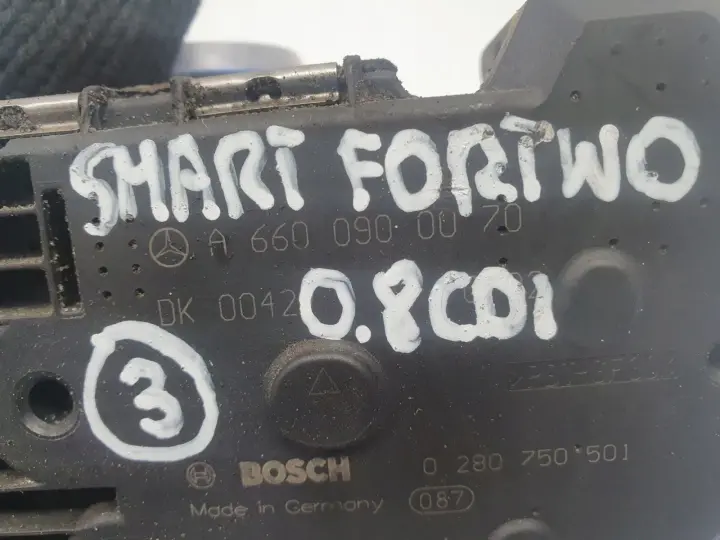 SMART FORTWO
A 660 090 00 70
DK 0042
0.8CDI
3
BOSCH 0 280 750 501
Made in Germany 087